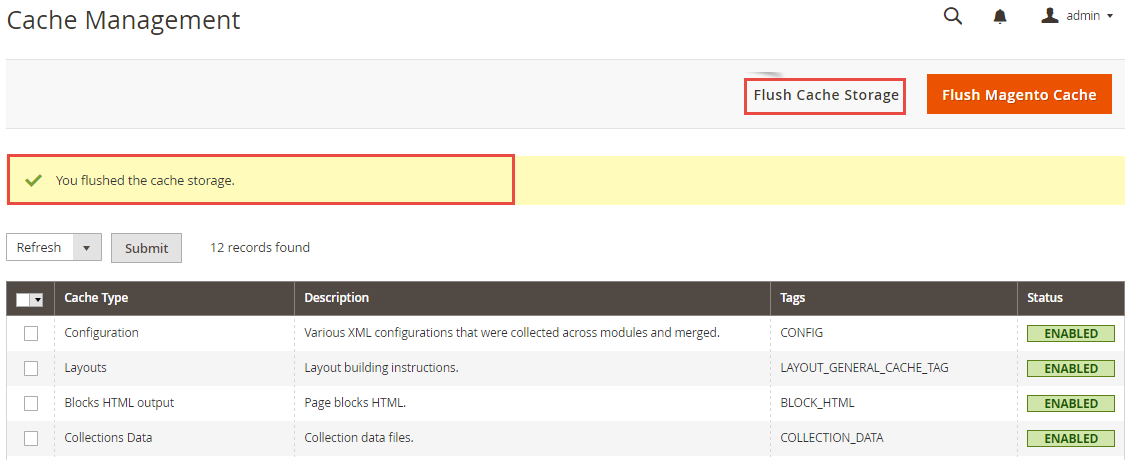 Cache Management
admin
Flush Cache Storage Flush Magento Cache
You flushed the cache storage.
Refresh Submit 12 records found
Cache Type Description Tags Status
Configuration Various XML configurations that were collected across modules and merged. CONFIG ENABLED
Layouts Layout building instructions. LAYOUT_GENERAL_CACHE_TAG ENABLED
Blocks HTML output Page blocks HTML. BLOCK_HTML ENABLED
Collections Data Collection data files. COLLECTION_DATA ENABLED